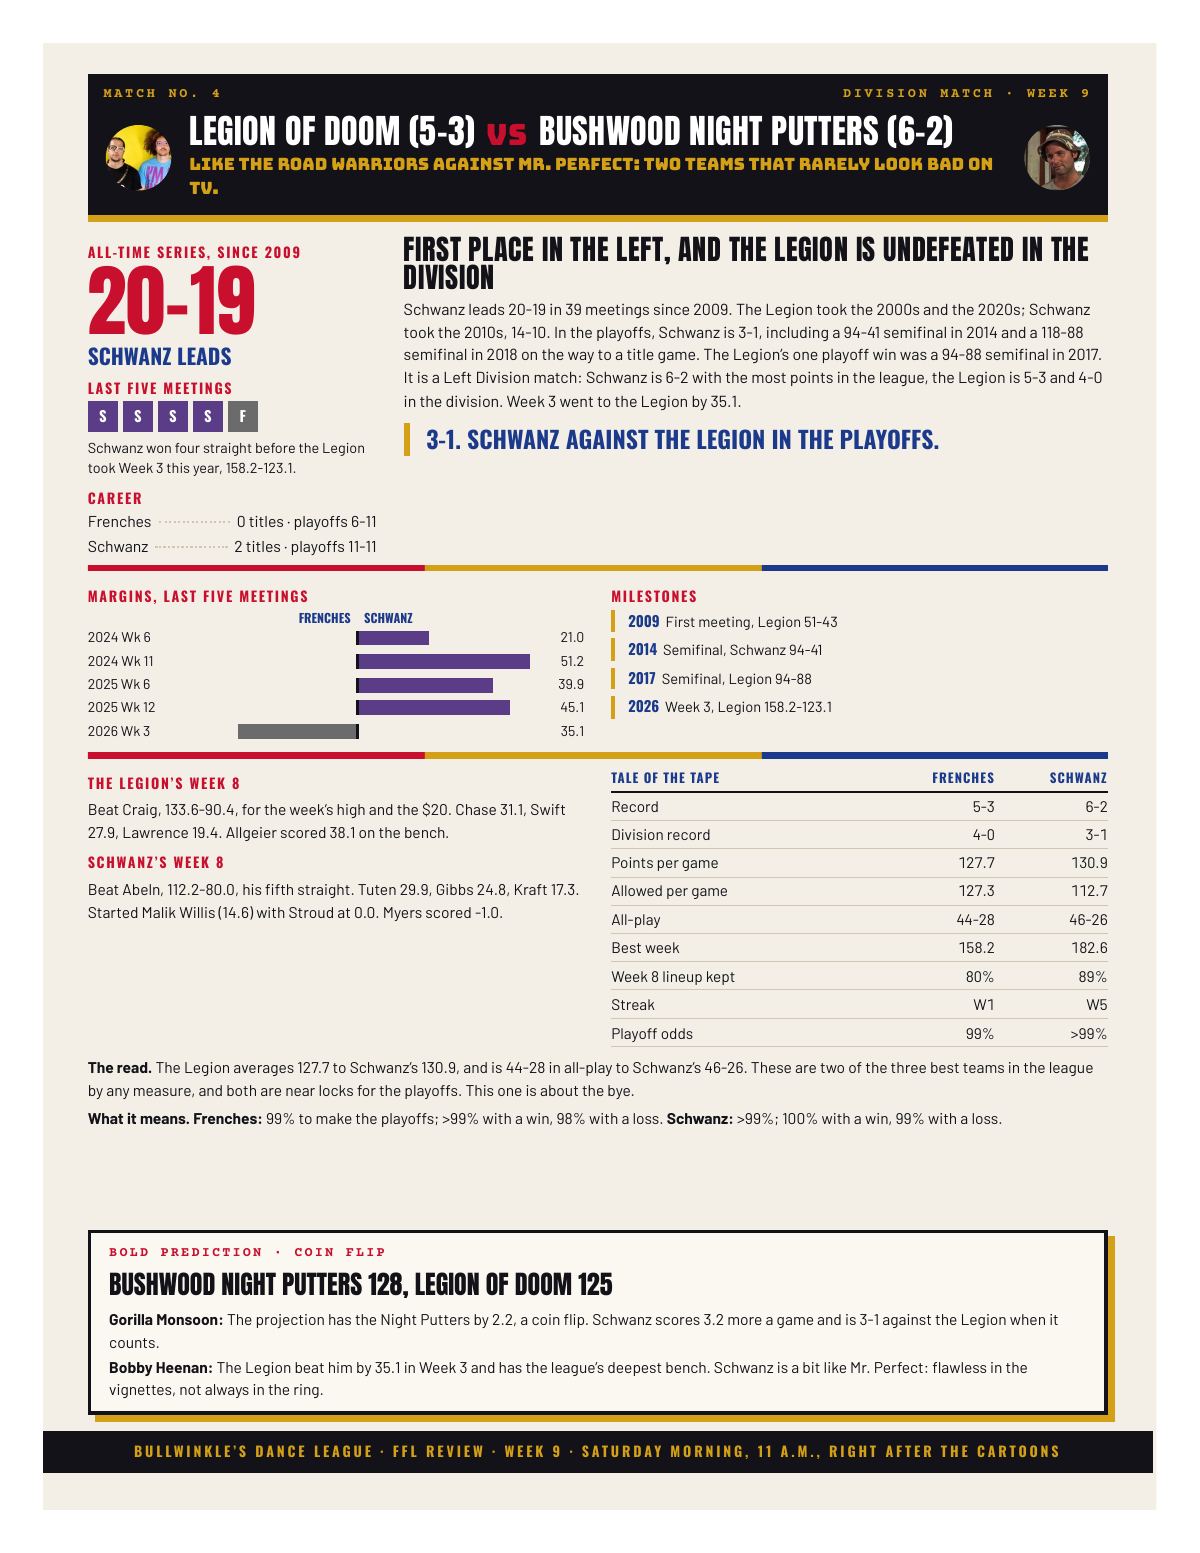 MATCH NO. 4
DIVISION MATCH · WEEK 9
LEGION OF DOOM (5-3) VS BUSHWOOD NIGHT PUTTERS (6-2)
LIKE THE ROAD WARRIORS AGAINST MR. PERFECT: TWO TEAMS THAT RARELY LOOK BAD ON
TV.
I'M
ALL-TIME SERIES, SINCE 2009
20-19
SCHWANZ LEADS
LAST FIVE MEETINGS
S S S S F
Schwanz won four straight before the Legion
took Week 3 this year, 158.2-123.1.
CAREER
Frenches 0 titles · playoffs 6-11
Schwanz 2 titles · playoffs 11-11
FIRST PLACE IN THE LEFT, AND THE LEGION IS UNDEFEATED IN THE
DIVISION
Schwanz leads 20-19 in 39 meetings since 2009. The Legion took the 2000s and the 2020s; Schwanz
took the 2010s, 14-10. In the playoffs, Schwanz is 3-1, including a 94-41 semifinal in 2014 and a 118-88
semifinal in 2018 on the way to a title game. The Legion’s one playoff win was a 94-88 semifinal in 2017.
It is a Left Division match: Schwanz is 6-2 with the most points in the league, the Legion is 5-3 and 4-0
in the division. Week 3 went to the Legion by 35.1.
3-1. SCHWANZ AGAINST THE LEGION IN THE PLAYOFFS.
MARGINS, LAST FIVE MEETINGS
FRENCHES SCHWANZ
2024 Wk 6 21.0
2024 Wk 11 51.2
2025 Wk 6 39.9
2025 Wk 12 45.1
2026 Wk 3 35.1
MILESTONES
2009 First meeting, Legion 51-43
2014 Semifinal, Schwanz 94-41
2017 Semifinal, Legion 94-88
2026 Week 3, Legion 158.2-123.1
THE LEGION’S WEEK 8
Beat Craig, 133.6-90.4, for the week’s high and the $20. Chase 31.1, Swift
27.9, Lawrence 19.4. Allgeier scored 38.1 on the bench.
SCHWANZ’S WEEK 8
Beat Abeln, 112.2-80.0, his fifth straight. Tuten 29.9, Gibbs 24.8, Kraft 17.3.
Started Malik Willis (14.6) with Stroud at 0.0. Myers scored -1.0.
TALE OF THE TAPE FRENCHES SCHWANZ
Record 5-3 6-2
Division record 4-0 3-1
Points per game 127.7 130.9
Allowed per game 127.3 112.7
All-play 44-28 46-26
Best week 158.2 182.6
Week 8 lineup kept 80% 89%
Streak W1 W5
Playoff odds 99% >99%
The read. The Legion averages 127.7 to Schwanz’s 130.9, and is 44-28 in all-play to Schwanz’s 46-26. These are two of the three best teams in the league
by any measure, and both are near locks for the playoffs. This one is about the bye.
What it means. Frenches: 99% to make the playoffs; >99% with a win, 98% with a loss. Schwanz: >99%; 100% with a win, 99% with a loss.
BOLD PREDICTION · COIN FLIP
BUSHWOOD NIGHT PUTTERS 128, LEGION OF DOOM 125
Gorilla Monsoon: The projection has the Night Putters by 2.2, a coin flip. Schwanz scores 3.2 more a game and is 3-1 against the Legion when it
counts.
Bobby Heenan: The Legion beat him by 35.1 in Week 3 and has the league’s deepest bench. Schwanz is a bit like Mr. Perfect: flawless in the
vignettes, not always in the ring.
BULLWINKLE’S DANCE LEAGUE · FFL REVIEW · WEEK 9 · SATURDAY MORNING, 11 A.M., RIGHT AFTER THE CARTOONS